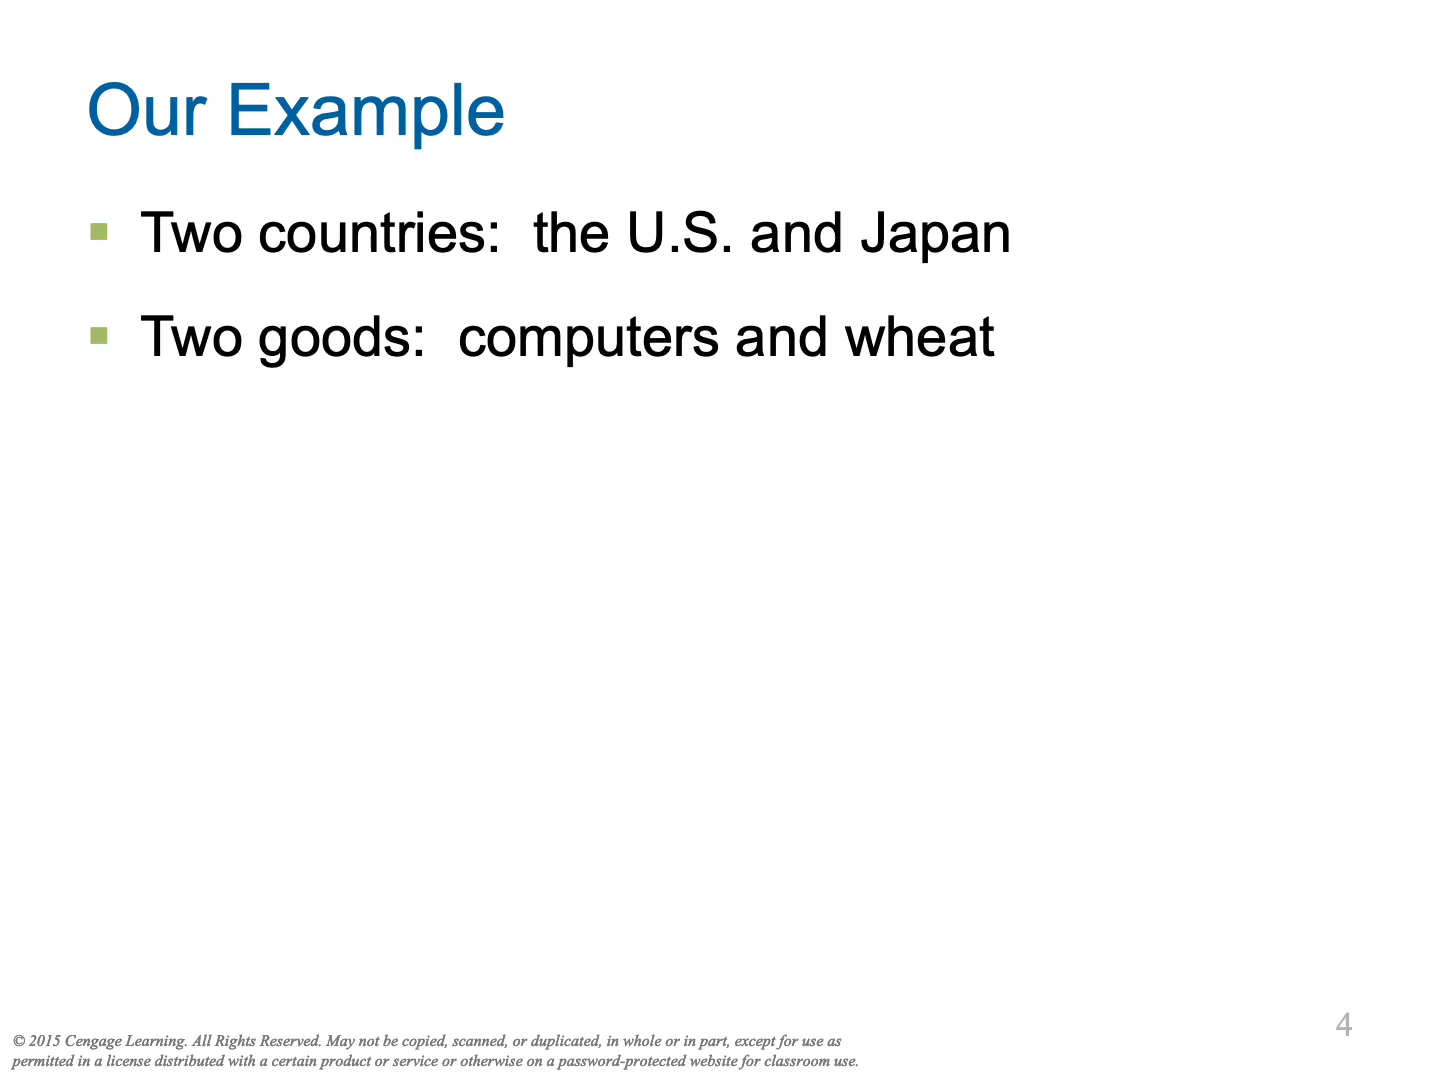 Our Example
Two countries:  the U.S. and Japan
Two goods:  computers and wheat
4
© 2015 Cengage Learning. All Rights Reserved. May not be copied, scanned, or duplicated, in whole or in part, except for use as
permitted in a license distributed with a certain product or service or otherwise on a password-protected website for classroom use.